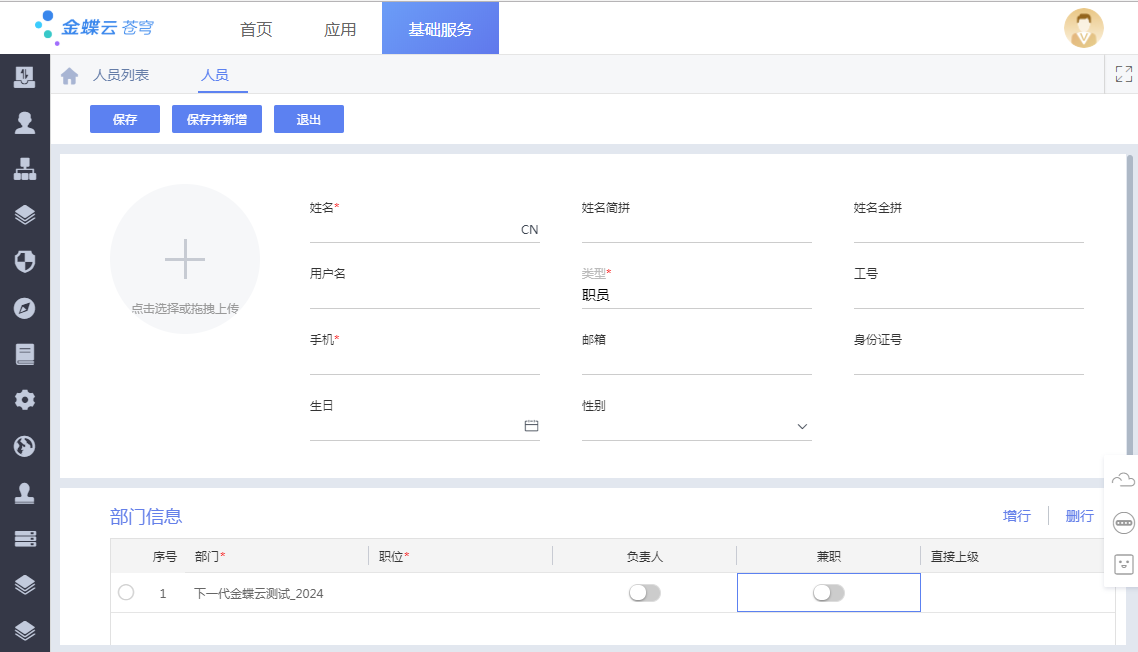 金蝶云 苍穹 首页 应用 基础服务
人员列表 人员
保存 保存并新增 退出
姓名* 姓名简拼 姓名全拼
CN
用户名 类型* 工号
职员
点击选择或拖拽上传
手机* 邮箱 身份证号
生日 性别
部门信息 增行 删行
序号 部门* 职位* 负责人 兼职 直接上级
1 下一代金蝶云测试_2024